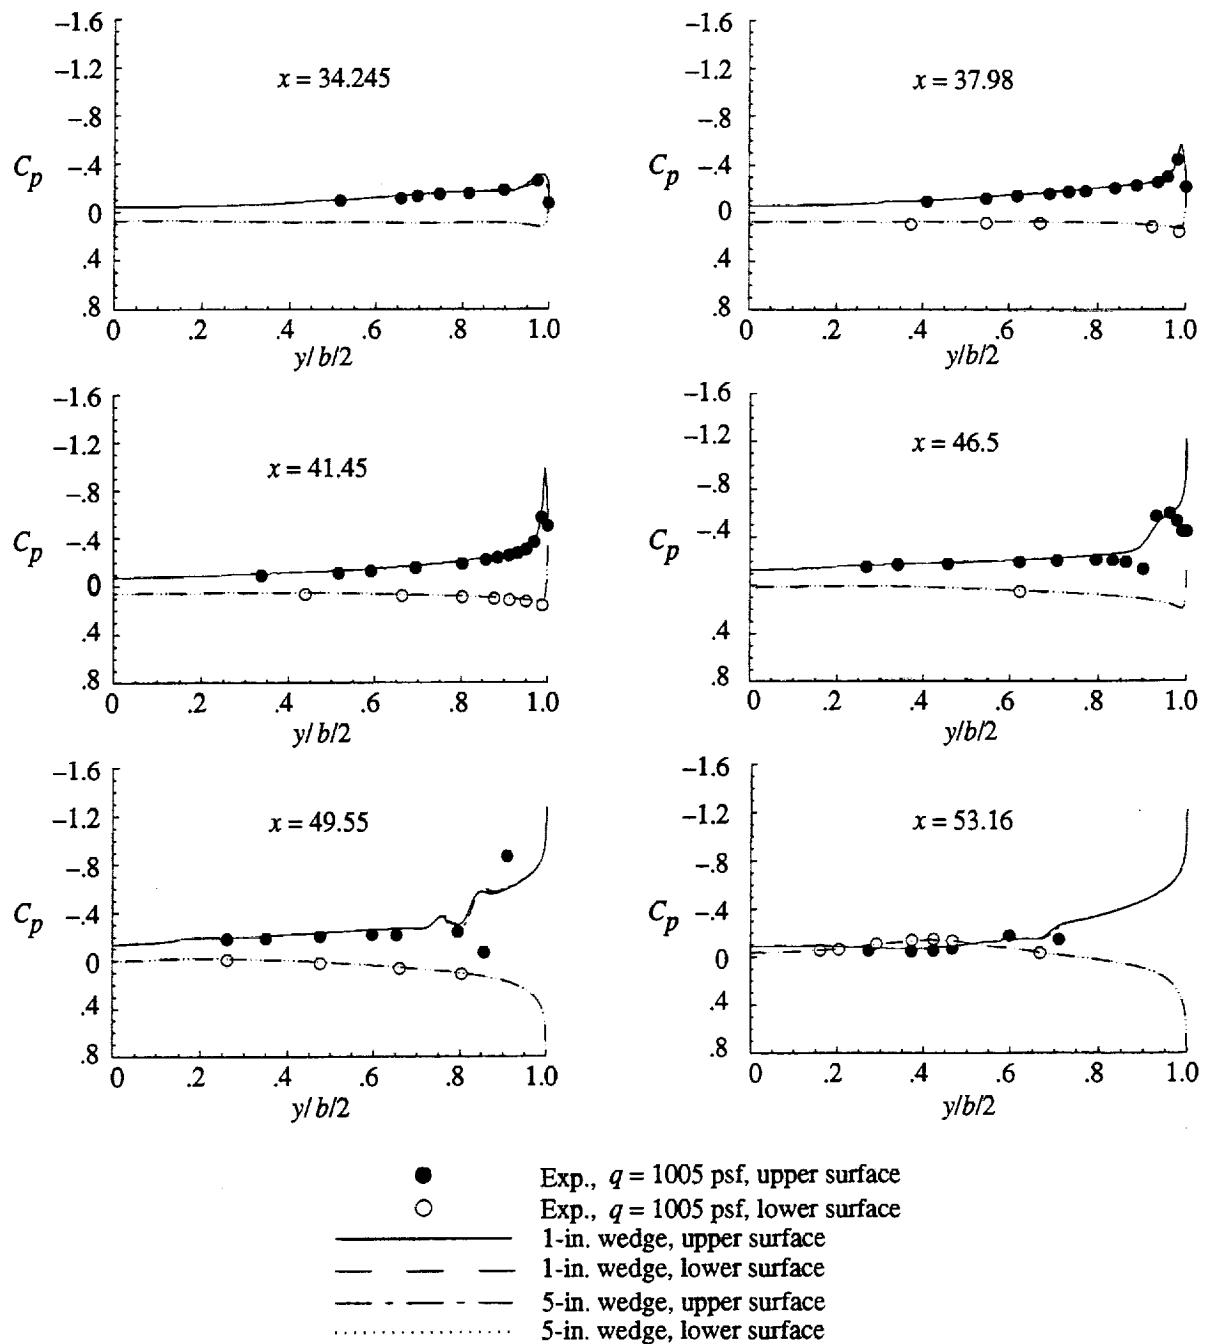 −1.6
−1.2
−.8
−.4
0
.4
.8
C_p
x = 34.245
0 .2 .4 .6 .8 1.0
y/b/2
−1.6
−1.2
−.8
−.4
0
.4
.8
C_p
x = 37.98
0 .2 .4 .6 .8 1.0
y/b/2
−1.6
−1.2
−.8
−.4
0
.4
.8
C_p
x = 41.45
0 .2 .4 .6 .8 1.0
y/b/2
−1.6
−1.2
−.8
−.4
0
.4
.8
C_p
x = 46.5
0 .2 .4 .6 .8 1.0
y/b/2
−1.6
−1.2
−.8
−.4
0
.4
.8
C_p
x = 49.55
0 .2 .4 .6 .8 1.0
y/b/2
−1.6
−1.2
−.8
−.4
0
.4
.8
C_p
x = 53.16
0 .2 .4 .6 .8 1.0
y/b/2
Exp., q = 1005 psf, upper surface
Exp., q = 1005 psf, lower surface
1-in. wedge, upper surface
1-in. wedge, lower surface
5-in. wedge, upper surface
5-in. wedge, lower surface